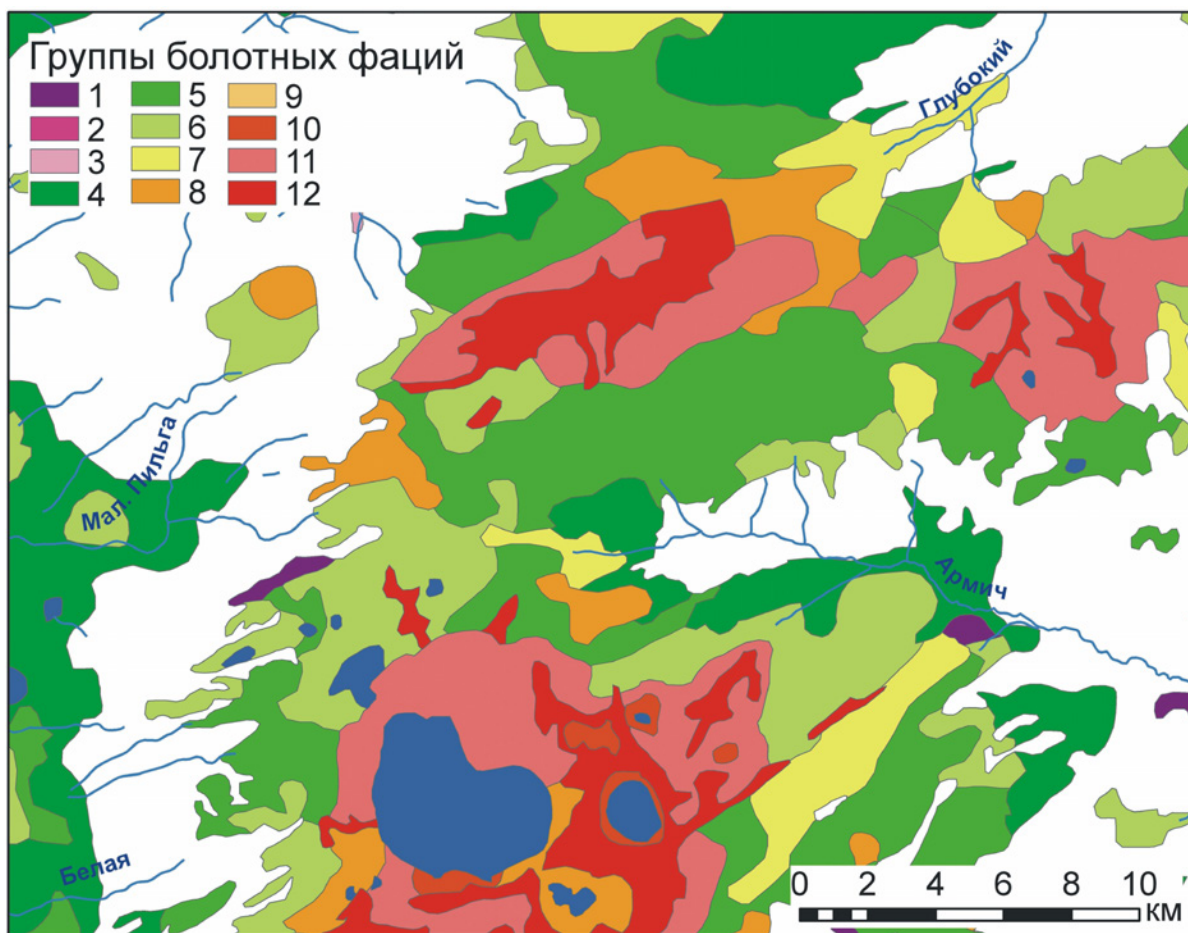 Группы болотных фаций
1 5 9
2 6 10
3 7 11
4 8 12
Глубокий
Мал. Пильга
Армич
Белая
0 2 4 6 8 10
КМ